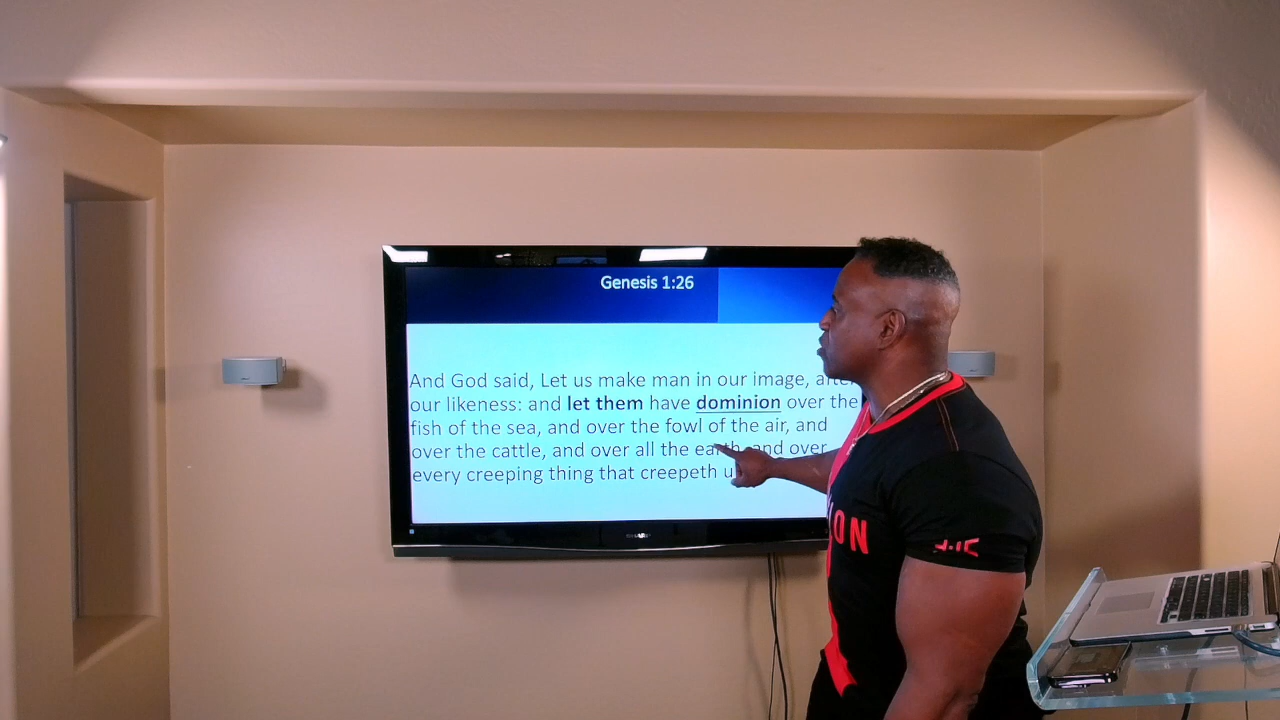 Genesis 1:26
And God said, Let us make man in our image, after
our likeness: and let them have dominion over the
fish of the sea, and over the fowl of the air, and
over the cattle, and over all the earth, and over
every creeping thing that creepeth
SHARP
ON